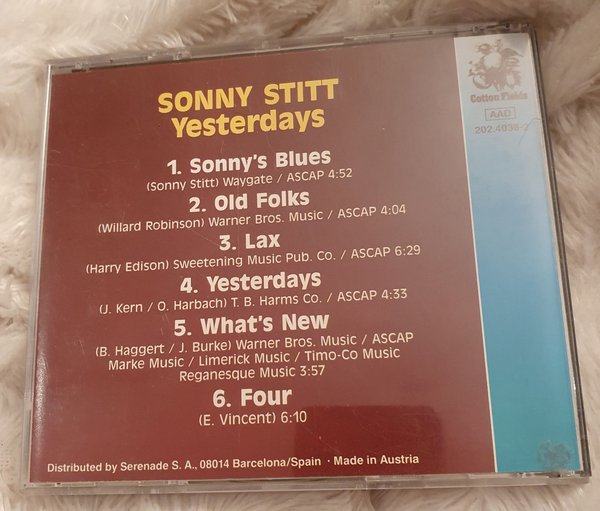 SONNY STITT
Yesterdays
1. Sonny's Blues
(Sonny Stitt) Waygate / ASCAP 4:52
2. Old Folks
(Willard Robinson) Warner Bros. Music / ASCAP 4:04
3. Lax
(Harry Edison) Sweetening Music Pub. Co. / ASCAP 6:29
4. Yesterdays
(J. Kern / O. Harbach) T. B. Harms Co. / ASCAP 4:33
5. What's New
(B. Haggert / J. Burke) Warner Bros. Music / ASCAP
Marke Music / Limerick Music / Timo-Co Music
Reganesque Music 3:57
6. Four
(E. Vincent) 6:10
Distributed by Serenade S. A., 08014 Barcelona/Spain · Made in Austria
Cotton Fields
AAD
202.4036-2